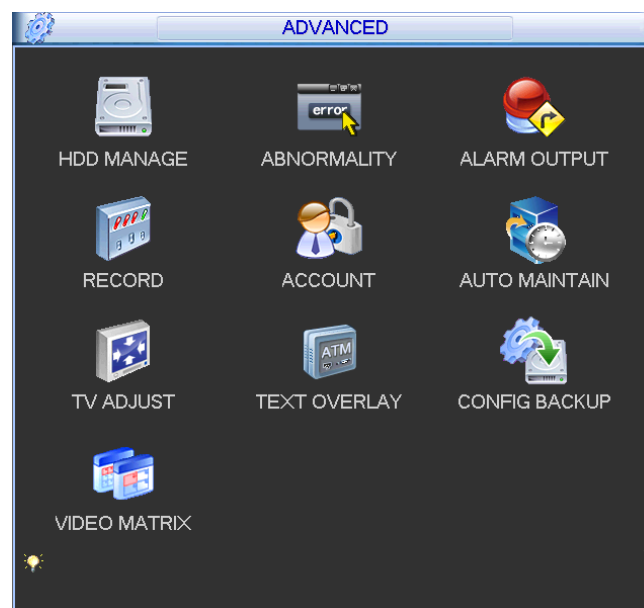 ADVANCED
HDD MANAGE
error
ABNORMALITY
ALARM OUTPUT
RECORD
ACCOUNT
AUTO MAINTAIN
TV ADJUST
ATM
TEXT OVERLAY
CONFIG BACKUP
VIDEO MATRIX